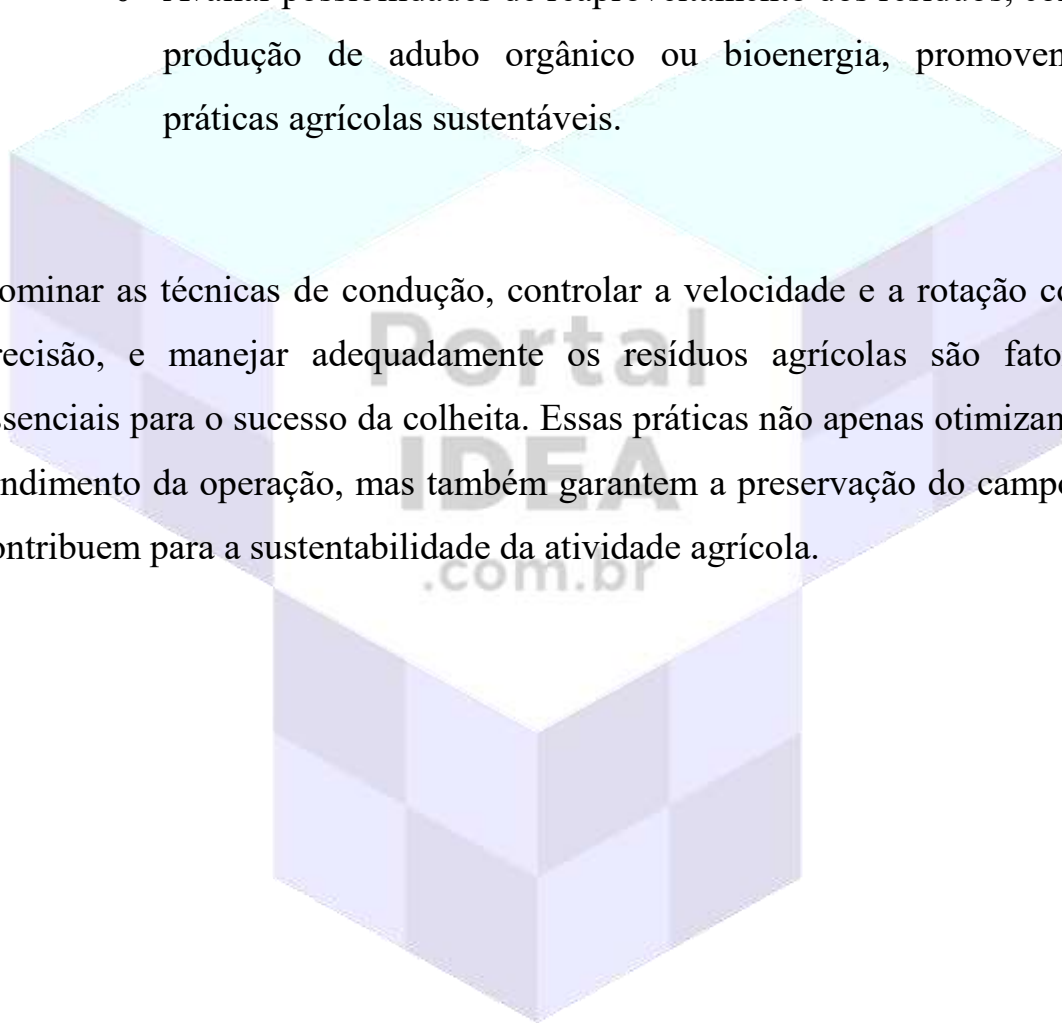 produção de adubo orgânico ou bioenergia, promoven
práticas agrícolas sustentáveis.
ominar as técnicas de condução, controlar a velocidade e a rotação co
recisão, e manejar adequadamente os resíduos agrícolas são fato
ssenciais para o sucesso da colheita. Essas práticas não apenas otimizam
ndimento da operação, mas também garantem a preservação do campo
ontribuem para a sustentabilidade da atividade agrícola.
Portal
IDEA
.com.br